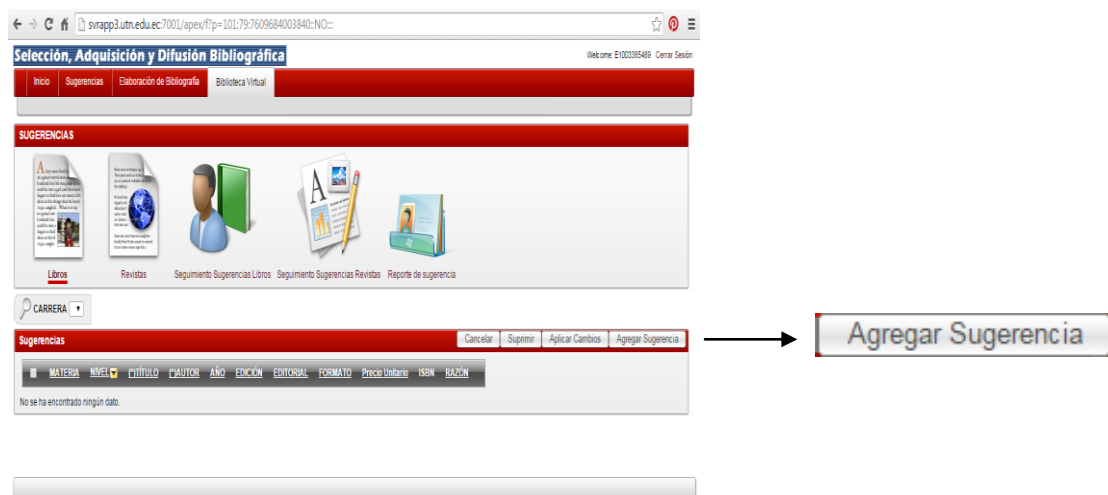 svrapp3.utn.edu.ec:7001/apex/f?p=101:79:7609684003840::NO:::
Selección, Adquisición y Difusión Bibliográfica
Welcome: E1003385489 Cerrar Sesión
Inicio Sugerencias Elaboración de Bibliografía Biblioteca Virtual
SUGERENCIAS
Libros Revistas Seguimiento Sugerencias Libros Seguimiento Sugerencias Revistas Reporte de sugerencia
CARRERA
Sugerencias Cancelar Suprimir Aplicar Cambios Agregar Sugerencia
Agregar Sugerencia
MATERIA NIVEL (*)TÍTULO (*)AUTOR AÑO EDICIÓN EDITORIAL FORMATO Precio Unitario ISBN RAZÓN
No se ha encontrado ningún dato.